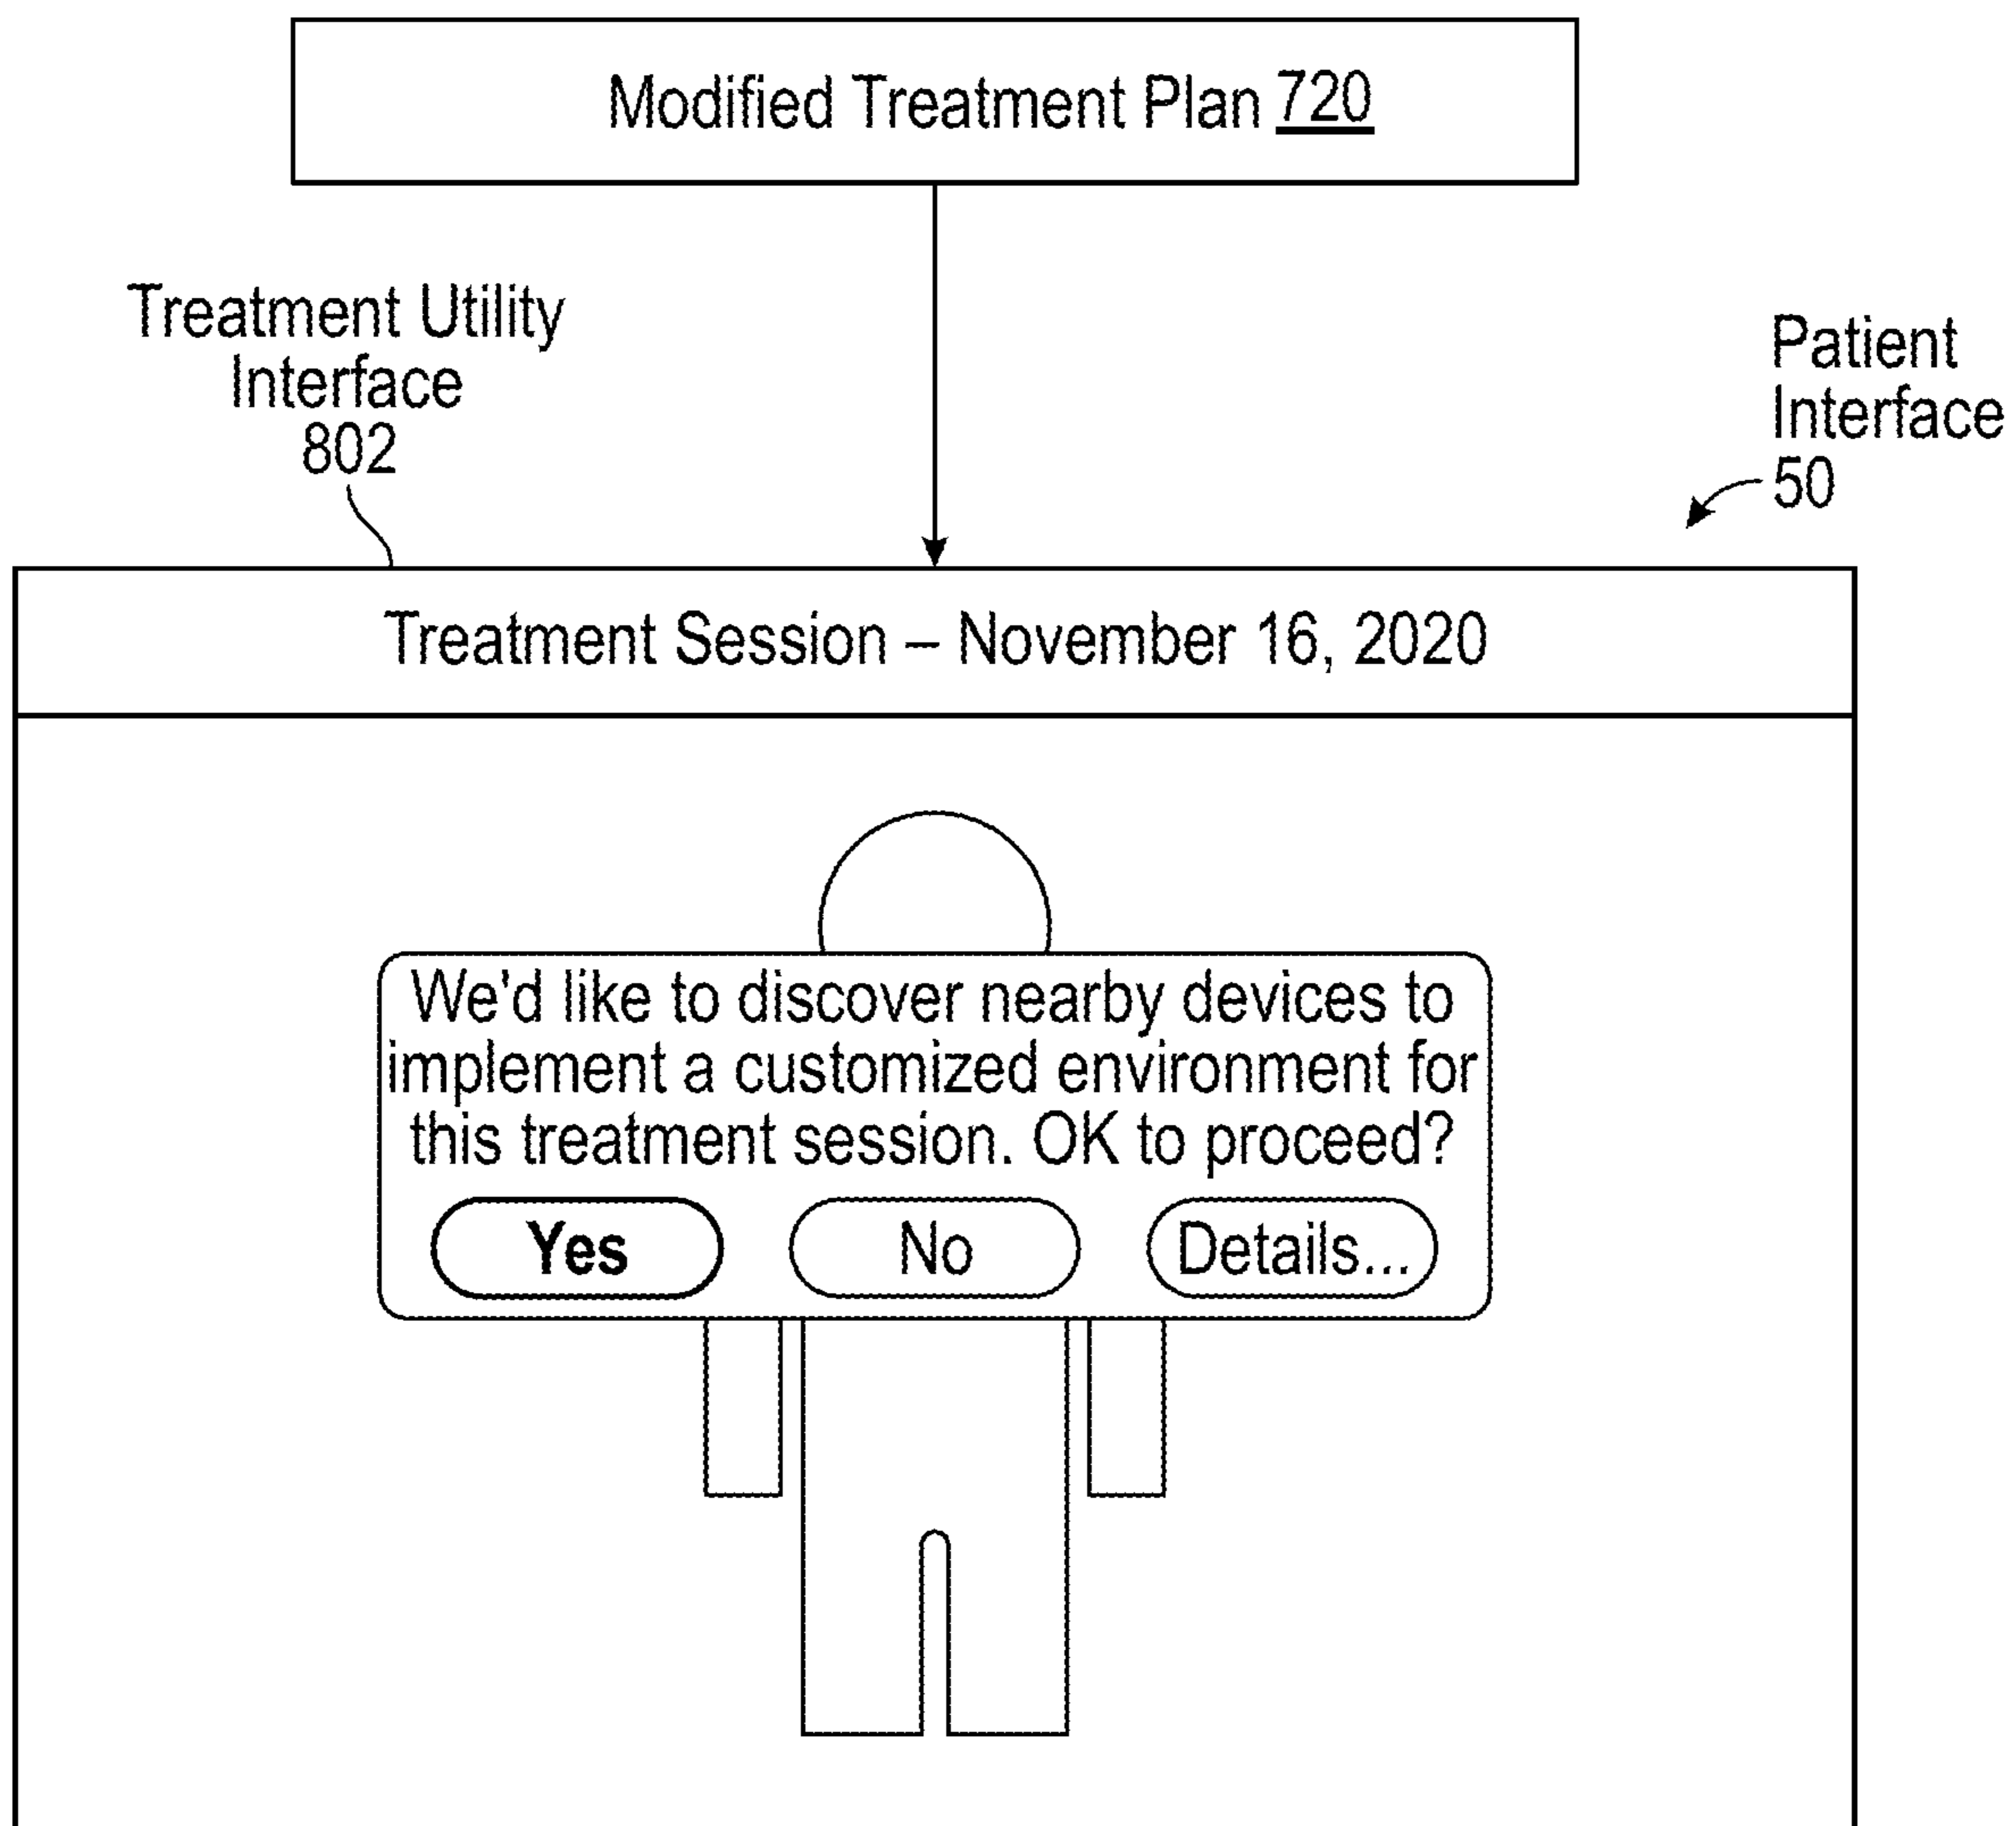 Modified Treatment Plan 720
Treatment Utility
Interface
802
Patient
Interface
50
Treatment Session – November 16, 2020
We'd like to discover nearby devices to
implement a customized environment for
this treatment session. OK to proceed?
Yes
No
Details...